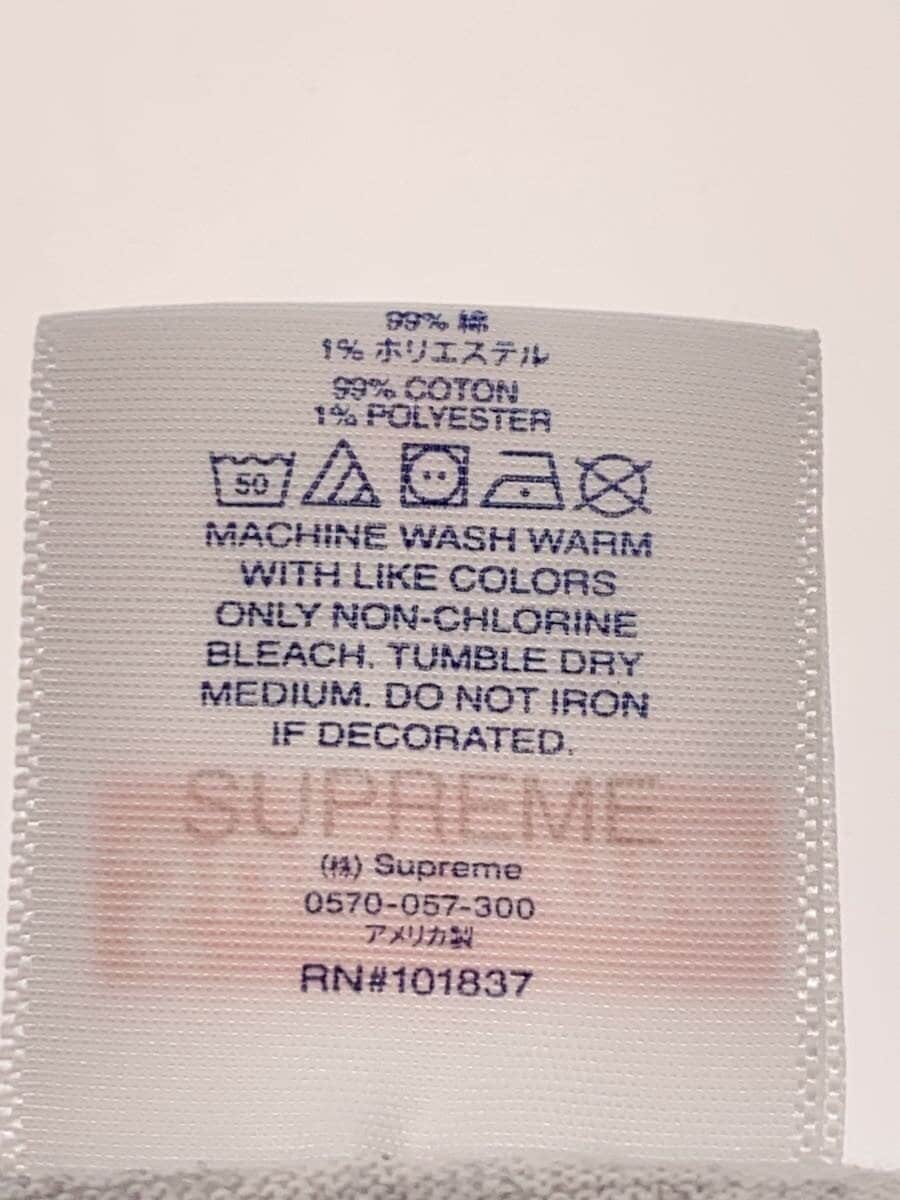 99% 綿
1% ポリエステル
99% COTON
1% POLYESTER
50
MACHINE WASH WARM
WITH LIKE COLORS
ONLY NON-CHLORINE
BLEACH. TUMBLE DRY
MEDIUM. DO NOT IRON
IF DECORATED.
SUPREME
(株) Supreme
0570-057-300
アメリカ製
RN#101837